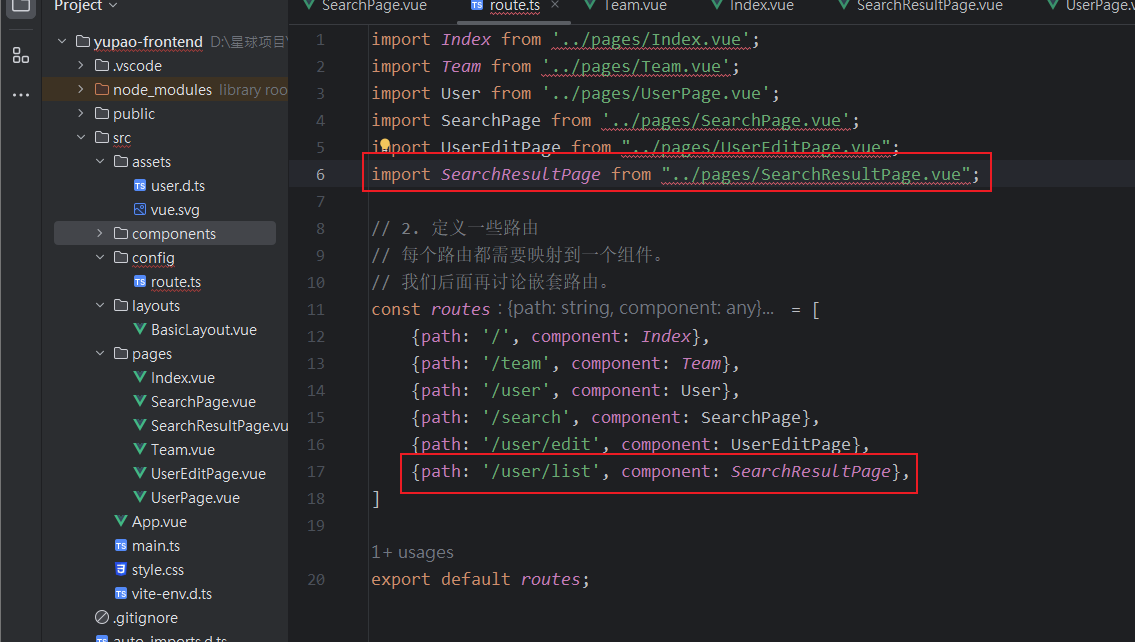 Project
SearchPage.vue
route.ts
Team.vue
Index.vue
SearchResultPage.vue
UserPage.v
yupao-frontend D:\星球项目\
.vscode
node_modules library roo
public
src
assets
user.d.ts
vue.svg
components
config
route.ts
layouts
BasicLayout.vue
pages
Index.vue
SearchPage.vue
SearchResultPage.vu
Team.vue
UserEditPage.vue
UserPage.vue
App.vue
main.ts
style.css
vite-env.d.ts
.gitignore
auto-imports.d.ts
1 import Index from '../pages/Index.vue';
2 import Team from '../pages/Team.vue';
3 import User from '../pages/UserPage.vue';
4 import SearchPage from '../pages/SearchPage.vue';
5 import UserEditPage from "../pages/UserEditPage.vue";
6 import SearchResultPage from "../pages/SearchResultPage.vue";
7
8 // 2. 定义一些路由
9 // 每个路由都需要映射到一个组件。
10 // 我们后面再讨论嵌套路由。
11 const routes : {path: string, component: any}... = [
12 {path: '/', component: Index},
13 {path: '/team', component: Team},
14 {path: '/user', component: User},
15 {path: '/search', component: SearchPage},
16 {path: '/user/edit', component: UserEditPage},
17 {path: '/user/list', component: SearchResultPage},
18 ]
19
1+ usages
20 export default routes;